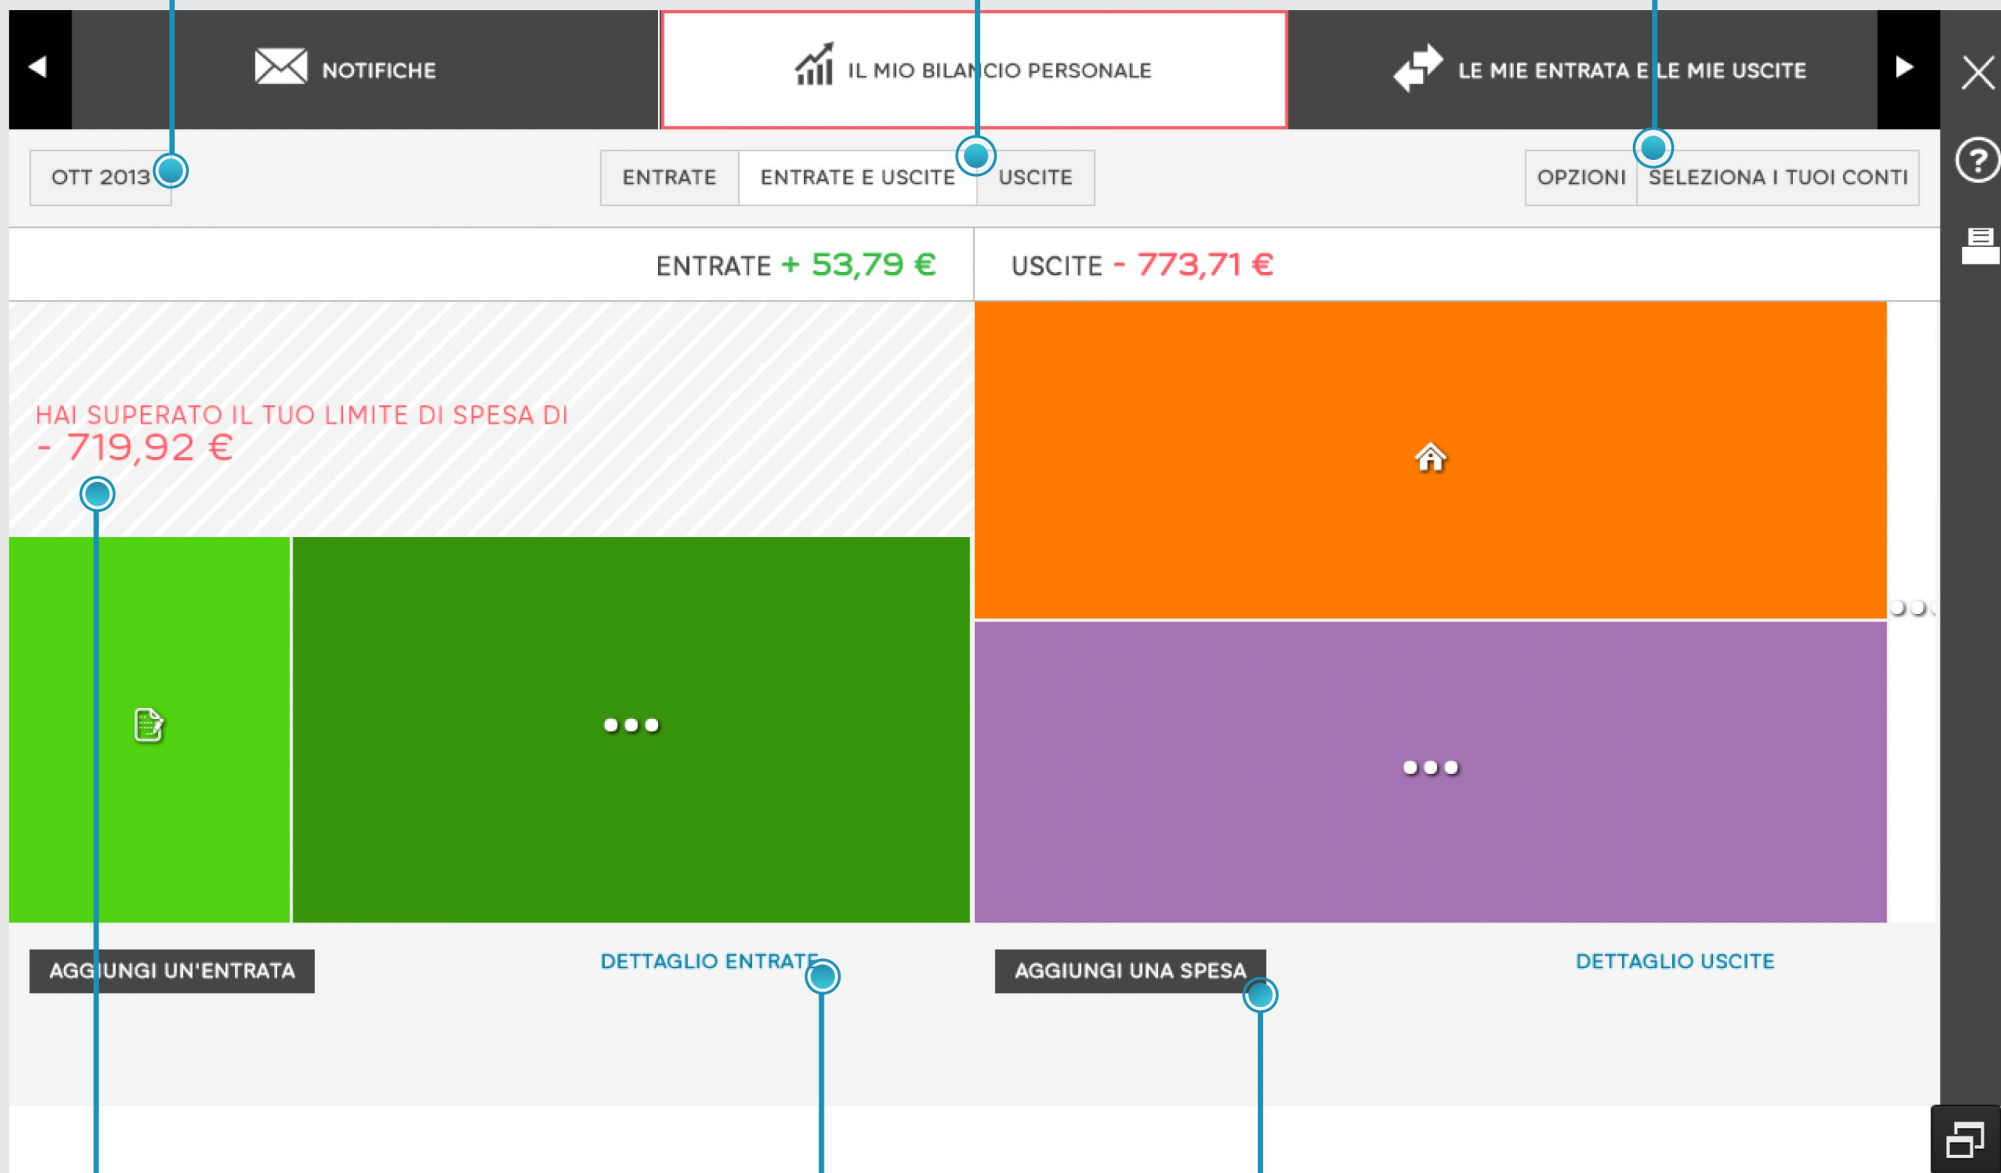 NOTIFICHE
IL MIO BILANCIO PERSONALE
LE MIE ENTRATA E LE MIE USCITE
OTT 2013
ENTRATE
ENTRATE E USCITE
USCITE
OPZIONI
SELEZIONA I TUOI CONTI
ENTRATE + 53,79 €
USCITE - 773,71 €
HAI SUPERATO IL TUO LIMITE DI SPESA DI
- 719,92 €
AGGIUNGI UN'ENTRATA
DETTAGLIO ENTRATE
AGGIUNGI UNA SPESA
DETTAGLIO USCITE